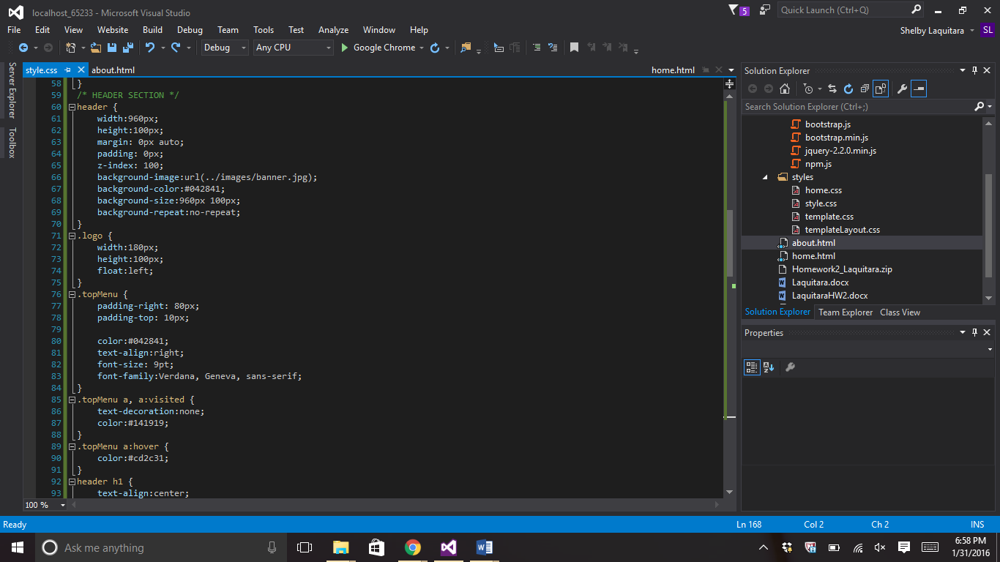 localhost_65233 - Microsoft Visual Studio
5
Quick Launch (Ctrl+Q)
File Edit View Website Build Debug Team Tools Test Analyze Window Help
Shelby Laquitara SL
Debug Any CPU Google Chrome
Server Explorer
Toolbox
style.css about.html home.html
58 }
59 /* HEADER SECTION */
60 header {
61 width:960px;
62 height:100px;
63 margin: 0px auto;
64 padding: 0px;
65 z-index: 100;
66 background-image:url(../images/banner.jpg);
67 background-color:#042841;
68 background-size:960px 100px;
69 background-repeat:no-repeat;
70 }
71 .logo {
72 width:180px;
73 height:100px;
74 float:left;
75 }
76 .topMenu {
77 padding-right: 80px;
78 padding-top: 10px;
79
80 color:#042841;
81 text-align:right;
82 font-size: 9pt;
83 font-family:Verdana, Geneva, sans-serif;
84 }
85 .topMenu a, a:visited {
86 text-decoration:none;
87 color:#141919;
88 }
89 .topMenu a:hover {
90 color:#cd2c31;
91 }
92 header h1 {
93 text-align:center;
100 %
Solution Explorer
Search Solution Explorer (Ctrl+;)
bootstrap.js
bootstrap.min.js
jquery-2.2.0.min.js
npm.js
styles
home.css
style.css
template.css
templateLayout.css
about.html
home.html
Homework2_Laquitara.zip
Laquitara.docx
LaquitaraHW2.docx
Solution Explorer Team Explorer Class View
Properties
Ready Ln 168 Col 2 Ch 2 INS
Ask me anything
6:58 PM
1/31/2016